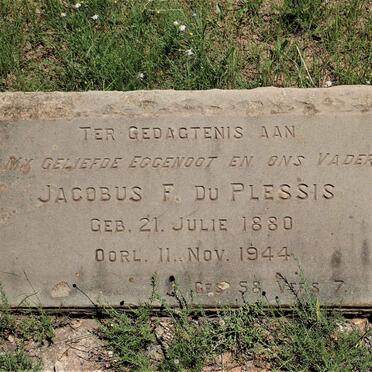 TER GEDAGTENIS AAN
MY GELIEFDE EGGENOOT EN ONS VADER
JACOBUS F. DU PLESSIS
GEB. 21. JULIE 1880
OORL. 11. NOV. 1944
GES 58 VERS 7.